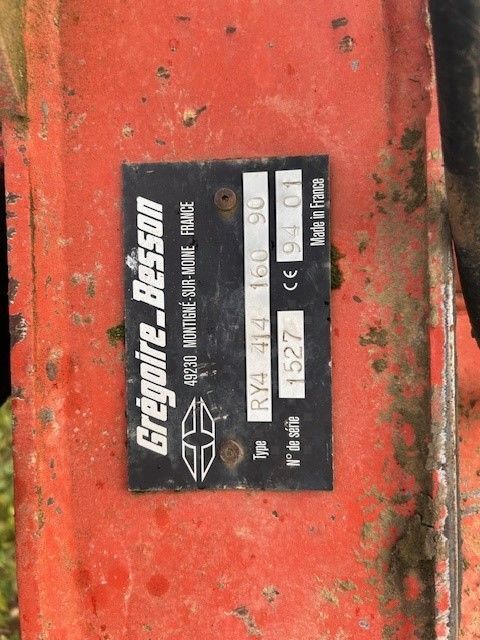 Grégoire_Besson
49230 MONTIGNÉ-SUR-MOINE FRANCE
Type RY4 414 160 90
N° de série 1527 CE 94 01
Made in France